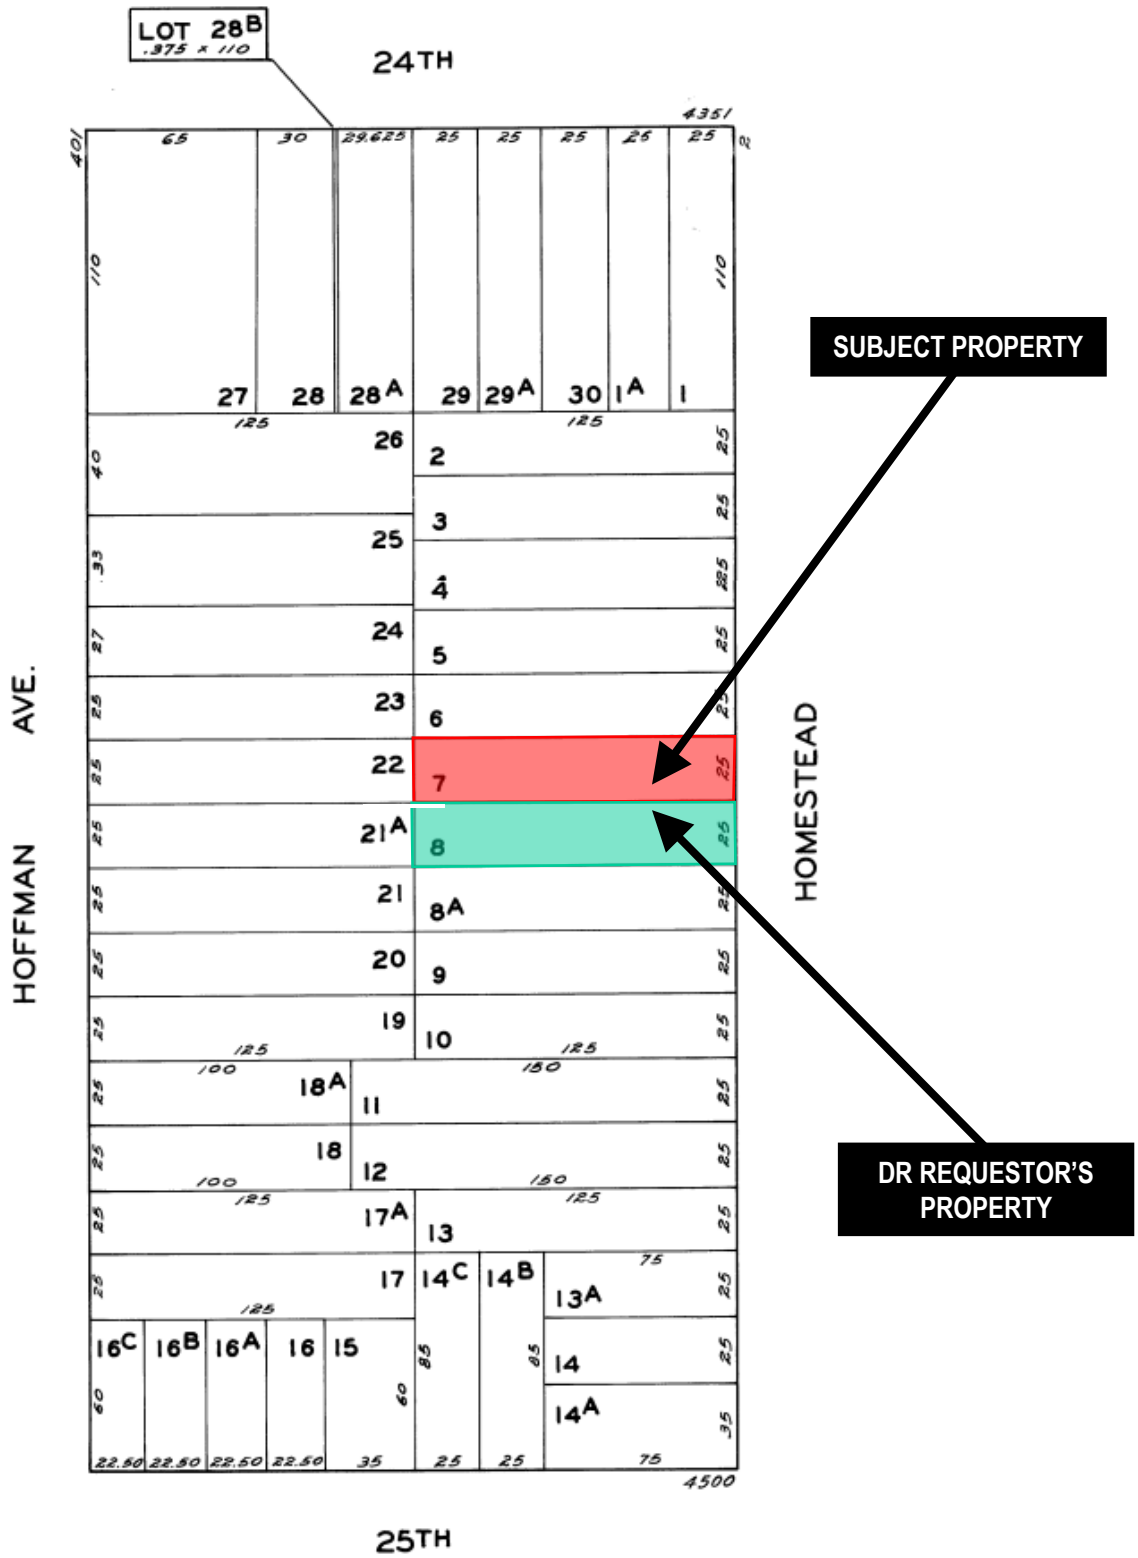 LOT 28B
.375 x 110
24TH
4351
401
65 30 29.625 25 25 25 25 25
2
110 110
SUBJECT PROPERTY
27 28 28A 29 29A 30 1A 1
125 125
26 2 25
40
3 25
25
33 4 25
24 5 25
27
23 6 25
25
22 7 25
25
21A 8 25
25
21 8A 25
25
20 9 25
25
19 10 25
25
125 125
100 150
18A 11 25
25
18 12 25
25
100 150
125 125
17A 13 25
25
75
17 14C 14B 13A 25
25
125
16C 16B 16A 16 15 85 85 14 25
60 60 14A 35
22.50 22.50 22.50 22.50 35 25 25 75
4500
25TH
HOFFMAN AVE.
HOMESTEAD
DR REQUESTOR'S
PROPERTY